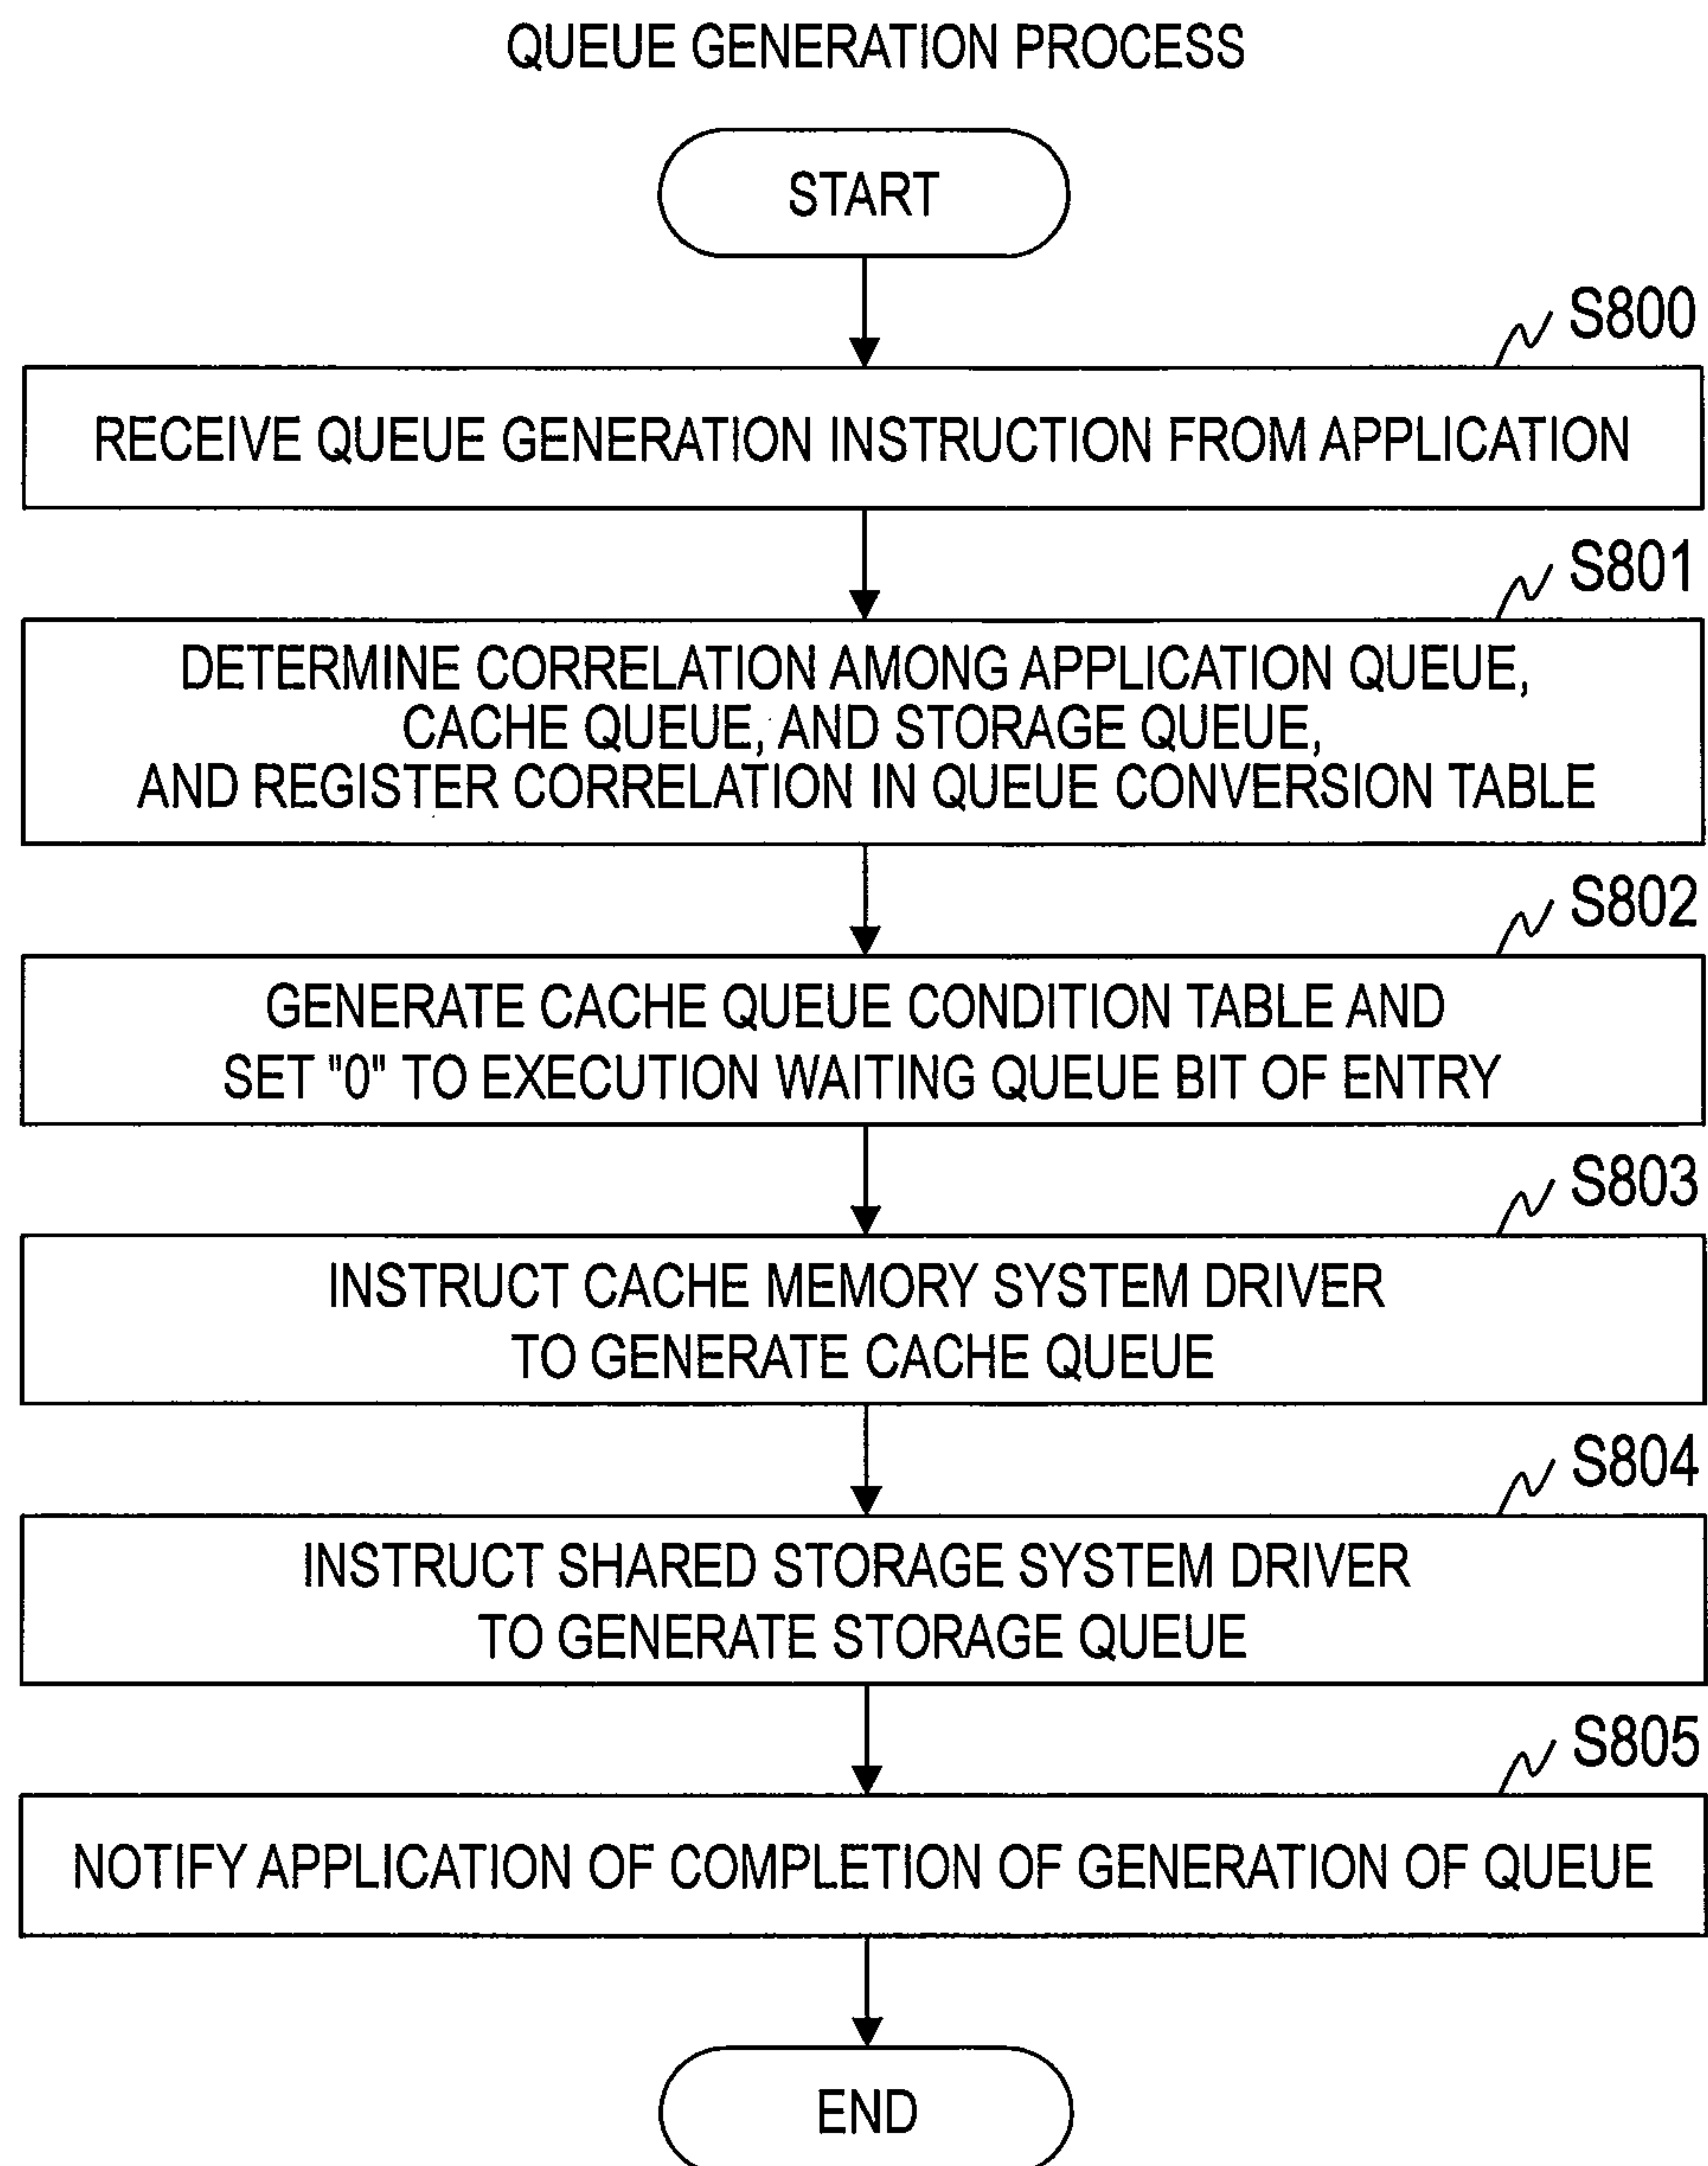 QUEUE GENERATION PROCESS
START
S800
RECEIVE QUEUE GENERATION INSTRUCTION FROM APPLICATION
S801
DETERMINE CORRELATION AMONG APPLICATION QUEUE,
CACHE QUEUE, AND STORAGE QUEUE,
AND REGISTER CORRELATION IN QUEUE CONVERSION TABLE
S802
GENERATE CACHE QUEUE CONDITION TABLE AND
SET "0" TO EXECUTION WAITING QUEUE BIT OF ENTRY
S803
INSTRUCT CACHE MEMORY SYSTEM DRIVER
TO GENERATE CACHE QUEUE
S804
INSTRUCT SHARED STORAGE SYSTEM DRIVER
TO GENERATE STORAGE QUEUE
S805
NOTIFY APPLICATION OF COMPLETION OF GENERATION OF QUEUE
END